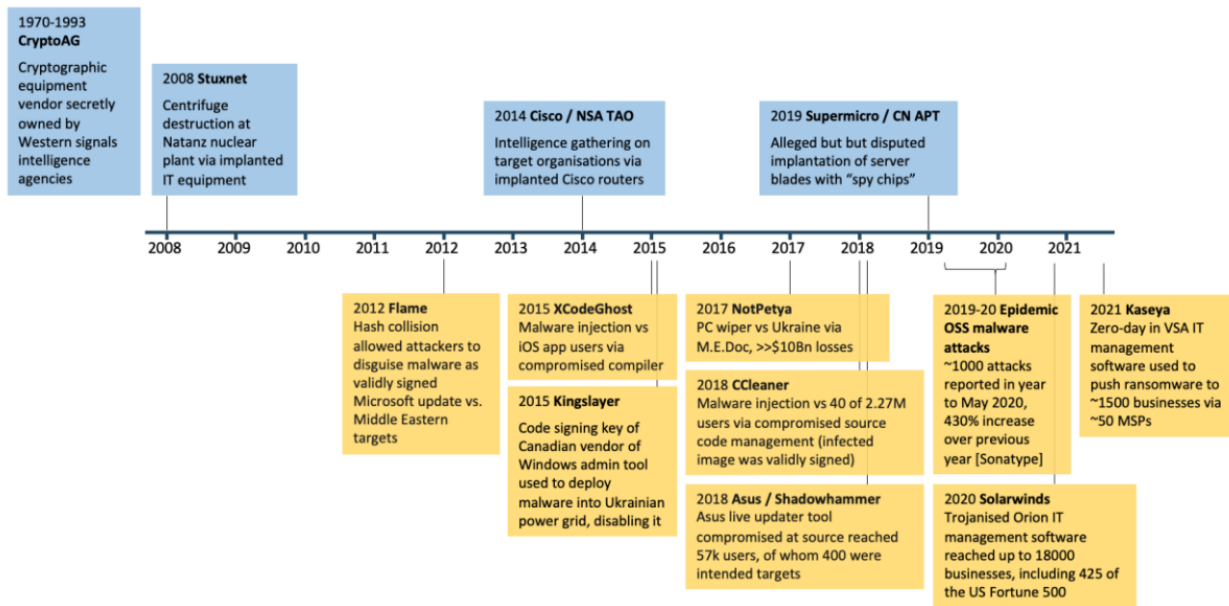 1970-1993
CryptoAG
Cryptographic
equipment
vendor secretly
owned by
Western signals
intelligence
agencies
2008 Stuxnet
Centrifuge
destruction at
Natanz nuclear
plant via implanted
IT equipment
2014 Cisco / NSA TAO
Intelligence gathering on
target organisations via
implanted Cisco routers
2019 Supermicro / CN APT
Alleged but but disputed
implantation of server
blades with “spy chips”
2008 2009 2010 2011 2012 2013 2014 2015 2016 2017 2018 2019 2020 2021
2012 Flame
Hash collision
allowed attackers to
disguise malware as
validly signed
Microsoft update vs.
Middle Eastern
targets
2015 XCodeGhost
Malware injection vs
iOS app users via
compromised compiler
2015 Kingslayer
Code signing key of
Canadian vendor of
Windows admin tool
used to deploy
malware into Ukrainian
power grid, disabling it
2017 NotPetya
PC wiper vs Ukraine via
M.E.Doc, >>$10Bn losses
2018 CCleaner
Malware injection vs 40 of 2.27M
users via compromised source
code management (infected
image was validly signed)
2018 Asus / Shadowhammer
Asus live updater tool
compromised at source reached
57k users, of whom 400 were
intended targets
2019-20 Epidemic
OSS malware
attacks
~1000 attacks
reported in year
to May 2020,
430% increase
over previous
year [Sonatype]
2020 Solarwinds
Trojanised Orion IT
management software
reached up to 18000
businesses, including 425 of
the US Fortune 500
2021 Kaseya
Zero-day in VSA IT
management
software used to
push ransomware to
~1500 businesses via
~50 MSPs